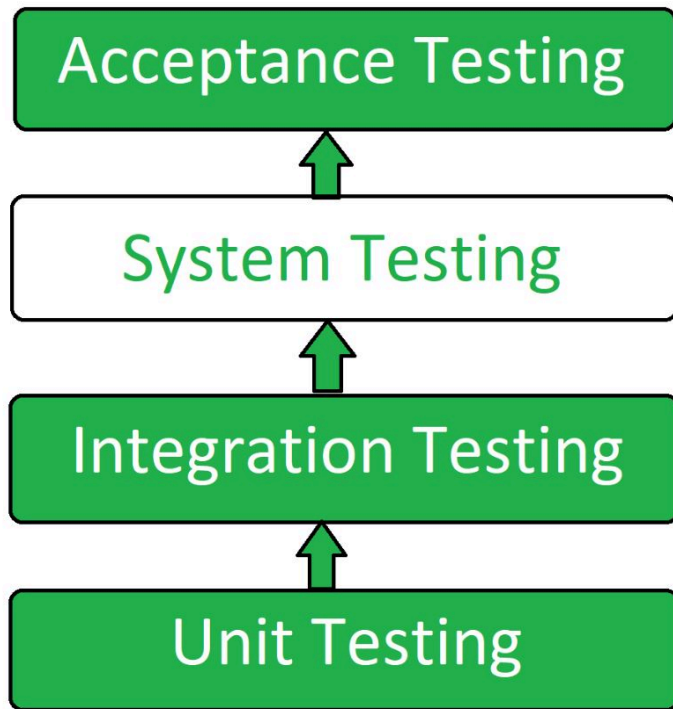 Acceptance Testing
System Testing
Integration Testing
Unit Testing